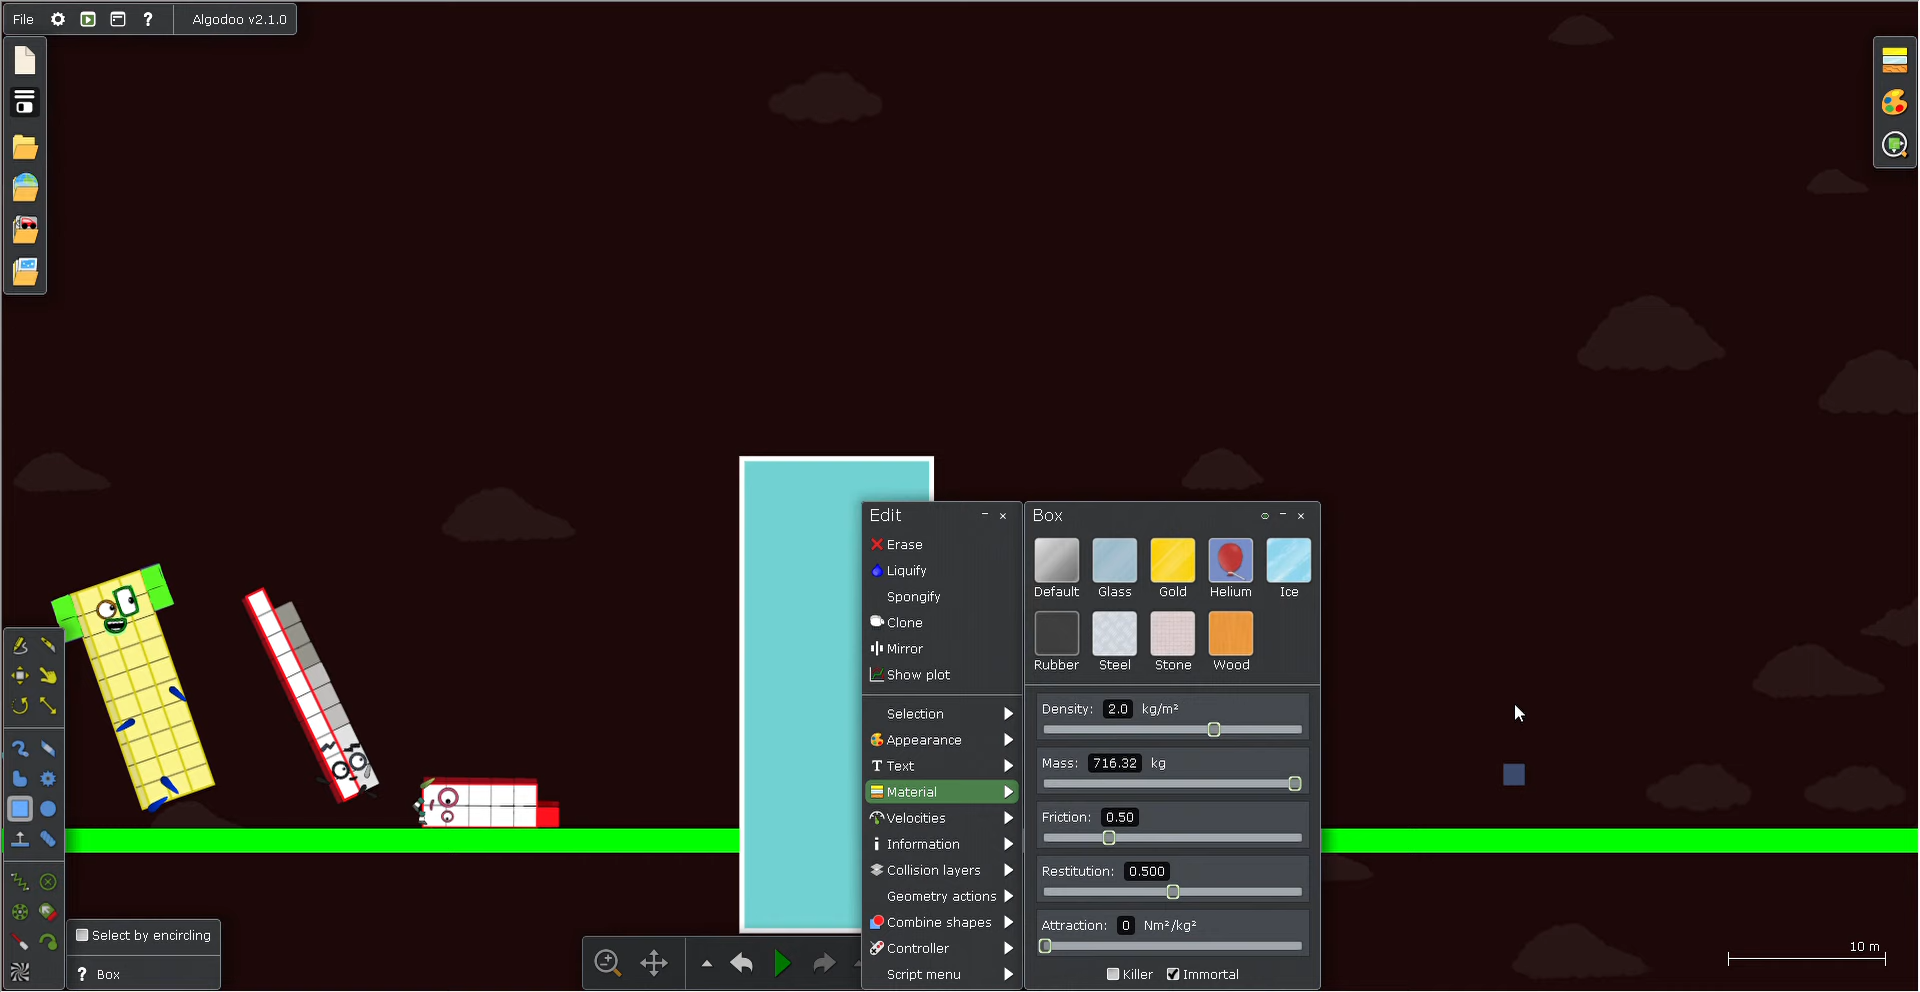 File ? Algodoo v2.1.0
Edit
Erase
Liquify
Spongify
Clone
Mirror
Show plot
Selection
Appearance
T Text
Material
Velocities
Information
Collision layers
Geometry actions
Combine shapes
Controller
Script menu
Box
Default Glass Gold Helium Ice
Rubber Steel Stone Wood
Density: 2.0 kg/m²
Mass: 716.32 kg
Friction: 0.50
Restitution: 0.500
Attraction: 0 Nm²/kg²
Killer Immortal
Select by encircling
? Box
10 m